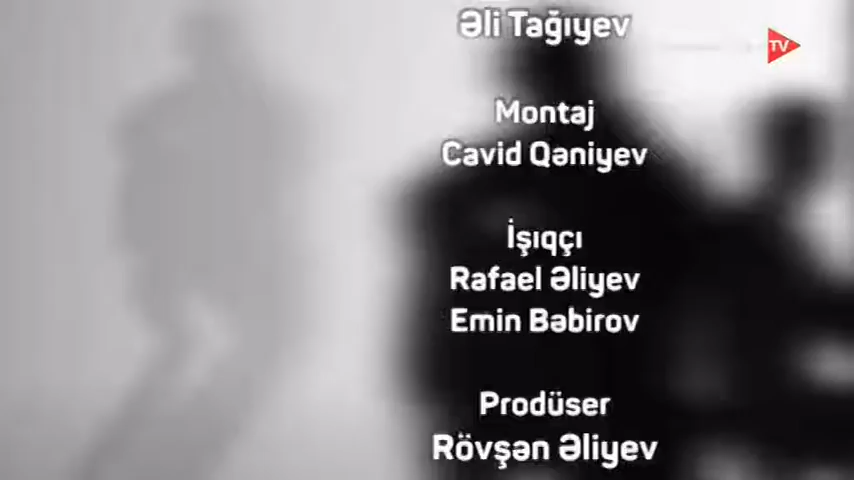 Əli Tağıyev
TV
Montaj
Cavid Qəniyev
İşıqçı
Rafael Əliyev
Emin Bəbirov
Prodüser
Rövşən Əliyev